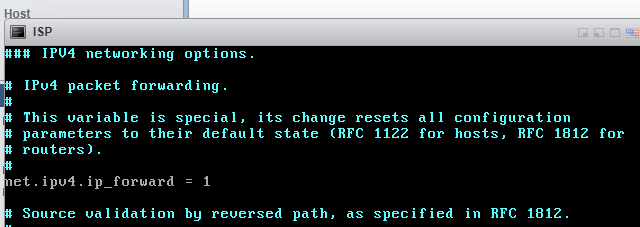 Host
ISP
### IPV4 networking options.
# IPv4 packet forwarding.
#
# This variable is special, its change resets all configuration
# parameters to their default state (RFC 1122 for hosts, RFC 1812 for
# routers).
#
net.ipv4.ip_forward = 1
# Source validation by reversed path, as specified in RFC 1812.
#